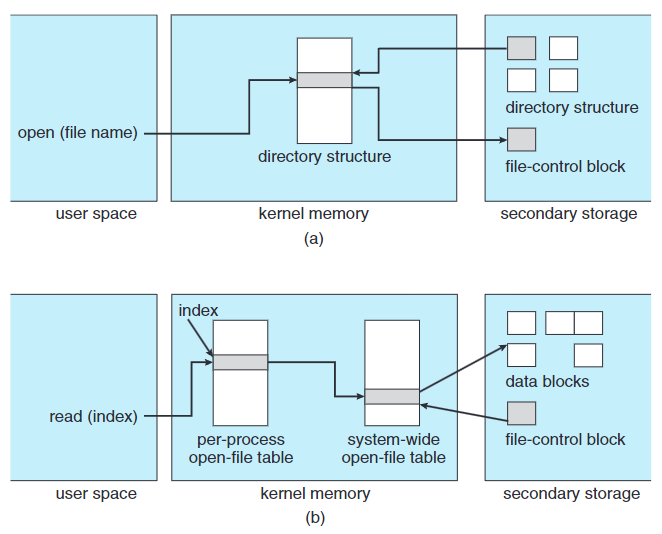 directory structure
open (file name)
directory structure
file-control block
user space
kernel memory
secondary storage
(a)
index
data blocks
read (index)
per-process
open-file table
system-wide
open-file table
file-control block
user space
kernel memory
secondary storage
(b)